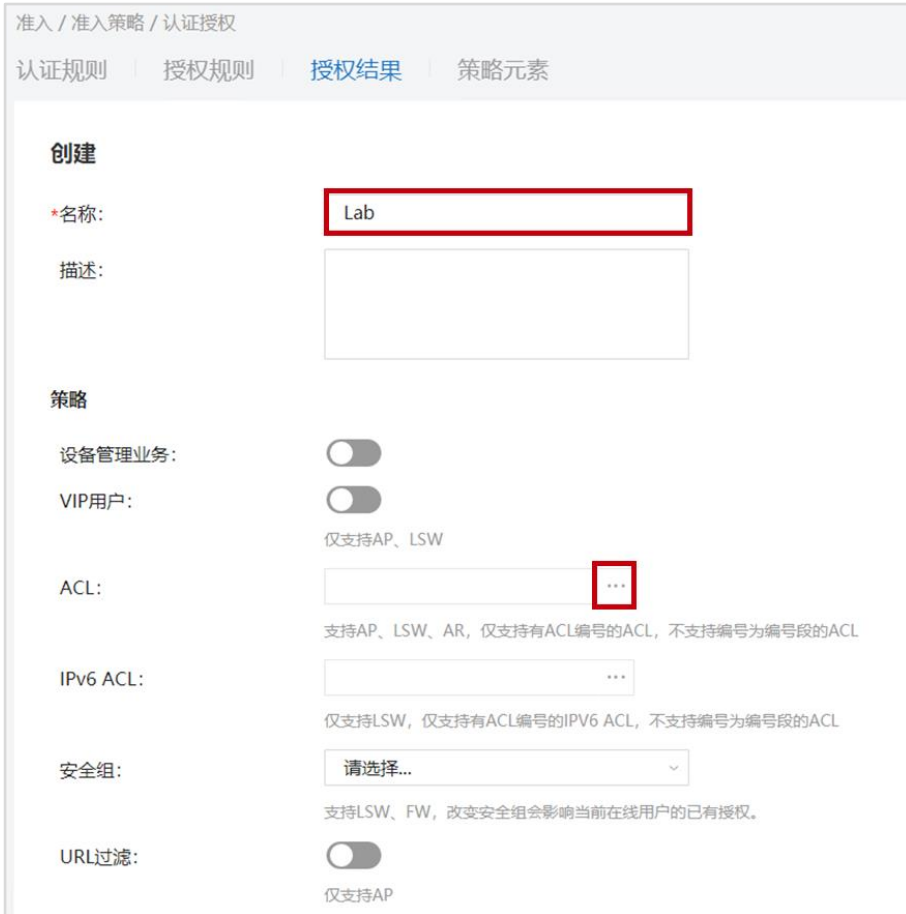 准入 / 准入策略 / 认证授权
认证规则 授权规则 授权结果 策略元素
创建
*名称: Lab
描述:
策略
设备管理业务:
VIP用户:
仅支持AP、LSW
ACL: ...
支持AP、LSW、AR，仅支持有ACL编号的ACL，不支持编号为编号段的ACL
IPv6 ACL: ...
仅支持LSW，仅支持有ACL编号的IPV6 ACL，不支持编号为编号段的ACL
安全组: 请选择...
支持LSW、FW，改变安全组会影响当前在线用户的已有授权。
URL过滤:
仅支持AP